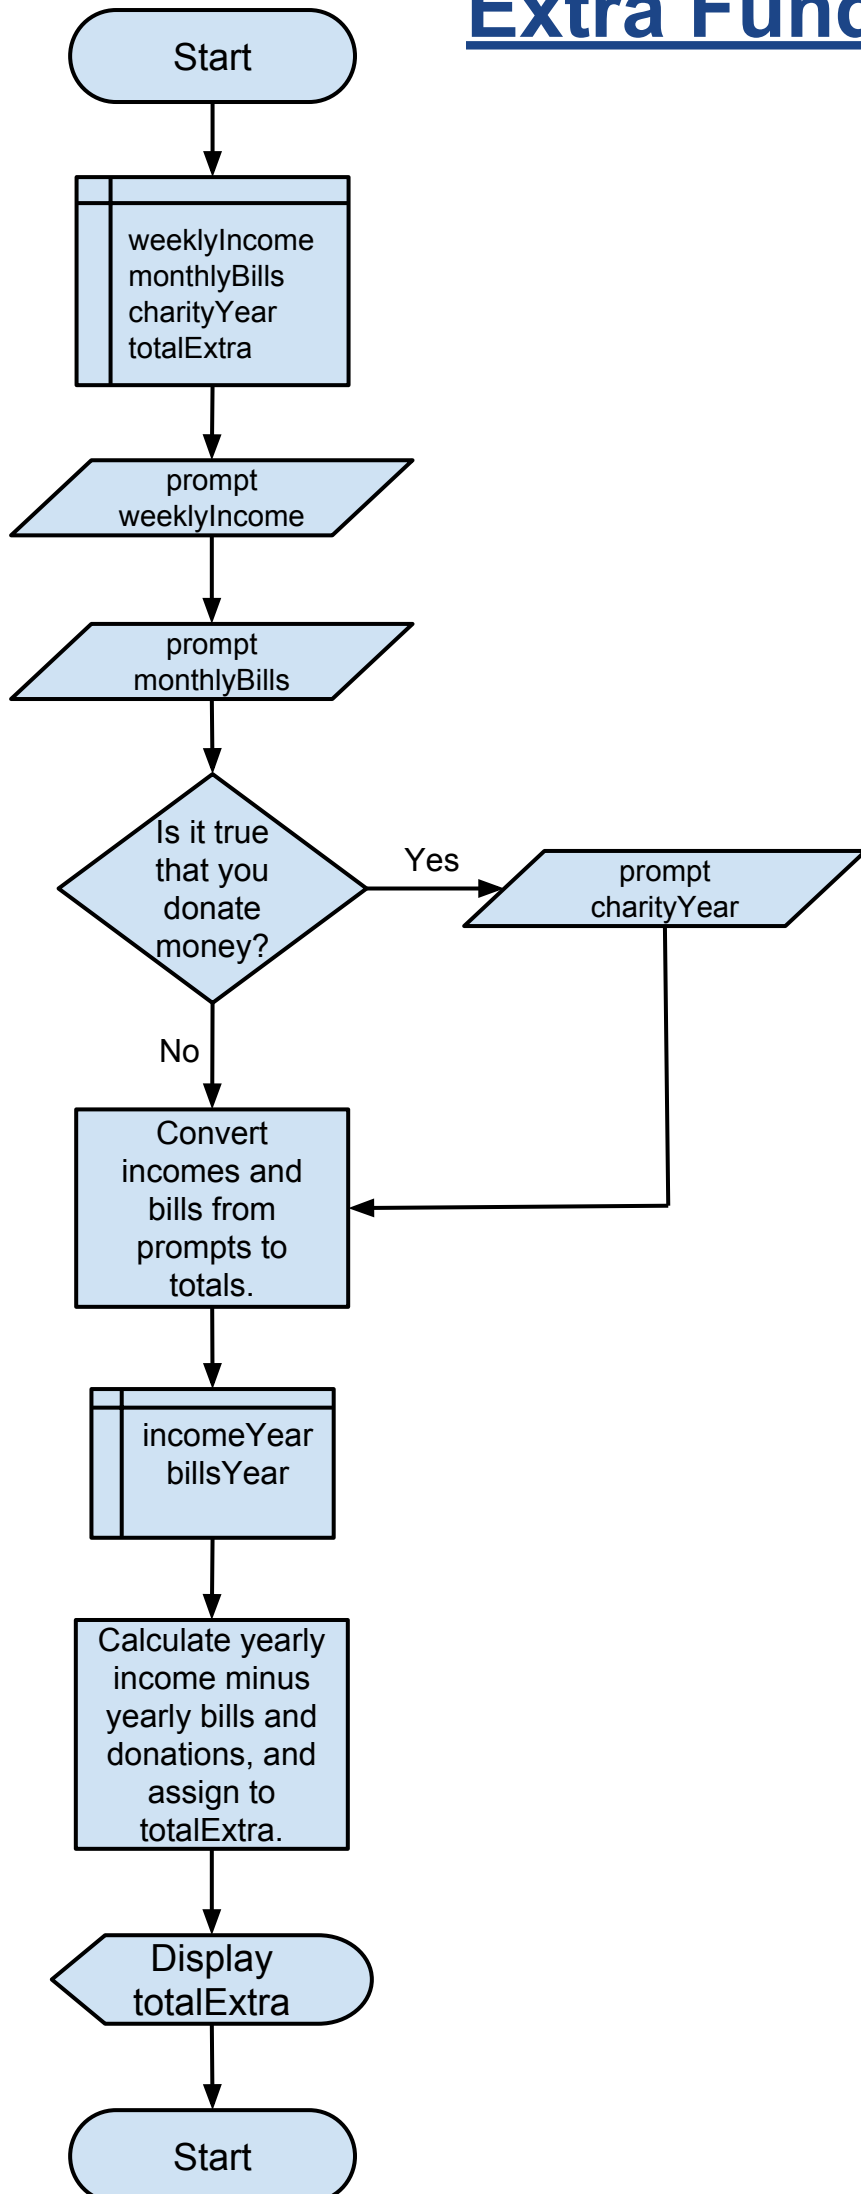 Extra Fund
Start
weeklyIncome
monthlyBills
charityYear
totalExtra
prompt
weeklyIncome
prompt
monthlyBills
Is it true
that you
donate
money?
Yes
prompt
charityYear
No
Convert
incomes and
bills from
prompts to
totals.
incomeYear
billsYear
Calculate yearly
income minus
yearly bills and
donations, and
assign to
totalExtra.
Display
totalExtra
Start